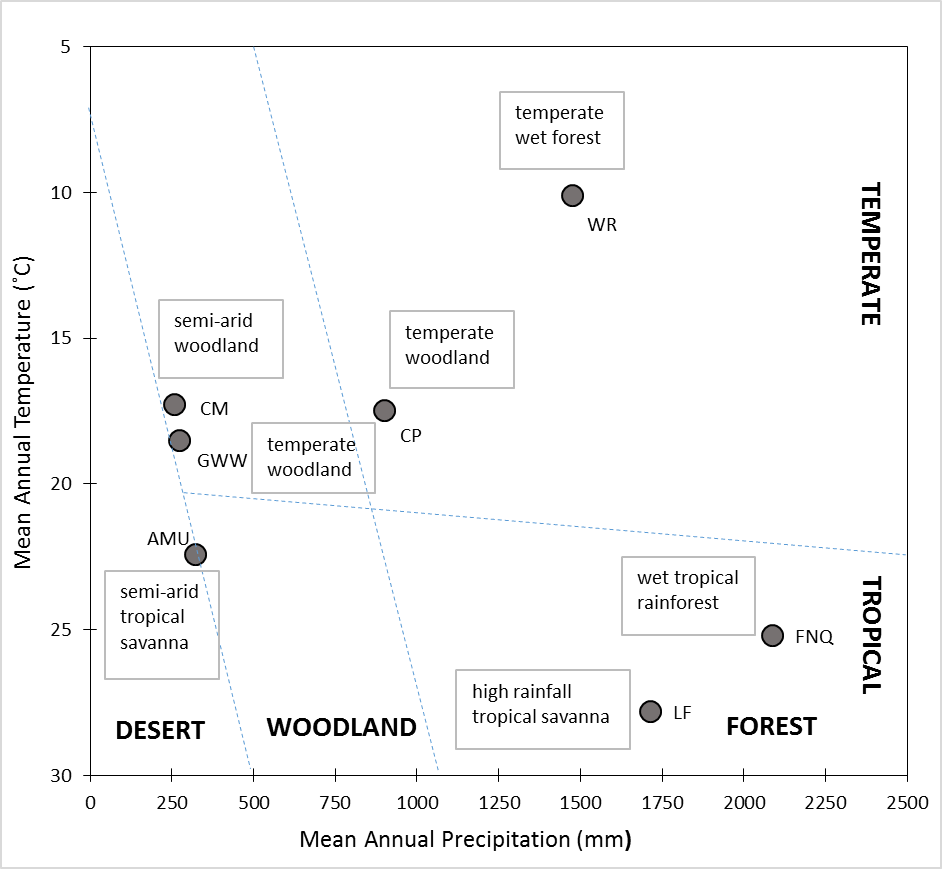 5
temperate
wet forest
10
WR
TEMPERATE
semi-arid
woodland
temperate
woodland
15
CM
CP
GWW
temperate
woodland
20
Mean Annual Temperature (˚C)
AMU
semi-arid
tropical
savanna
wet tropical
rainforest
TROPICAL
25
FNQ
high rainfall
tropical savanna
LF
DESERT
WOODLAND
FOREST
30
0 250 500 750 1000 1250 1500 1750 2000 2250 2500
Mean Annual Precipitation (mm)